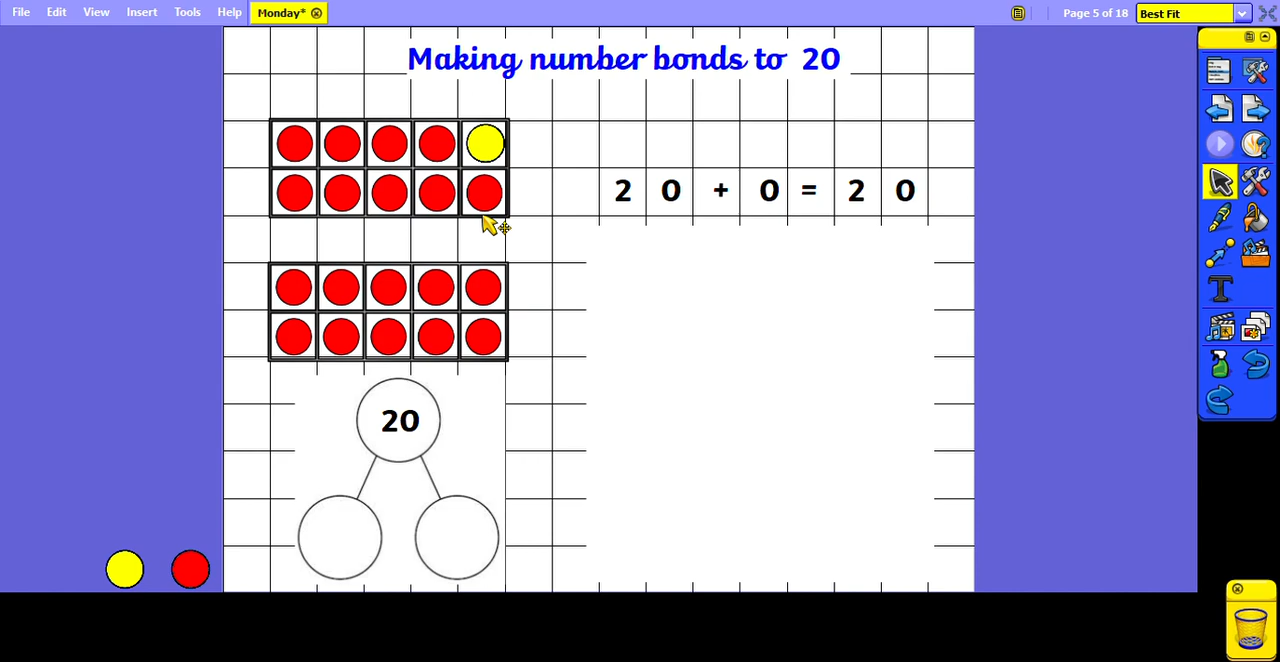 File Edit View Insert Tools Help Monday* Page 5 of 18 Best Fit
Making number bonds to 20
2 0 + 0 = 2 0
20
T